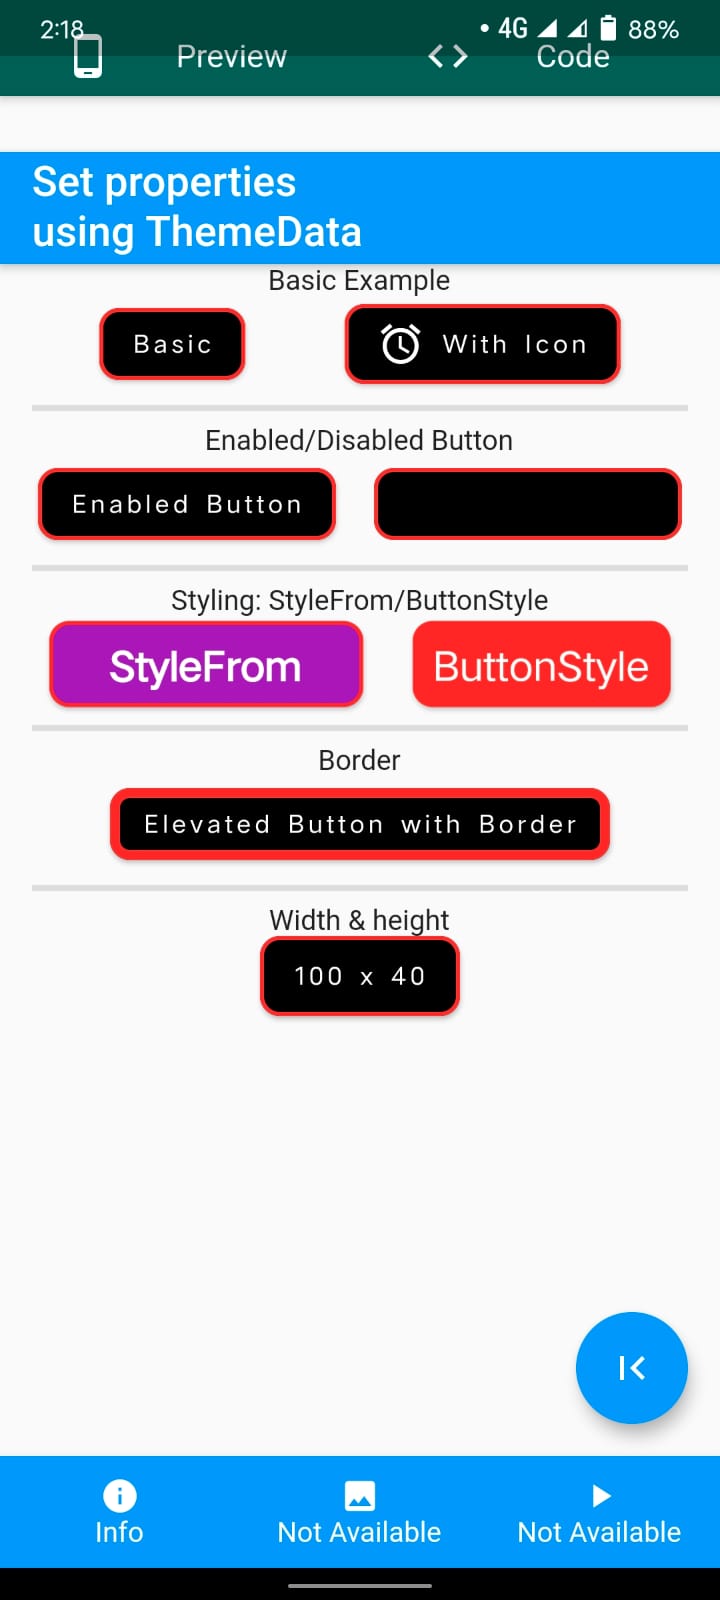 2:18
4G 88%
Preview
Code
Set properties
using ThemeData
Basic Example
Basic
With Icon
Enabled/Disabled Button
Enabled Button
Styling: StyleFrom/ButtonStyle
StyleFrom
ButtonStyle
Border
Elevated Button with Border
Width & height
100 x 40
Info
Not Available
Not Available